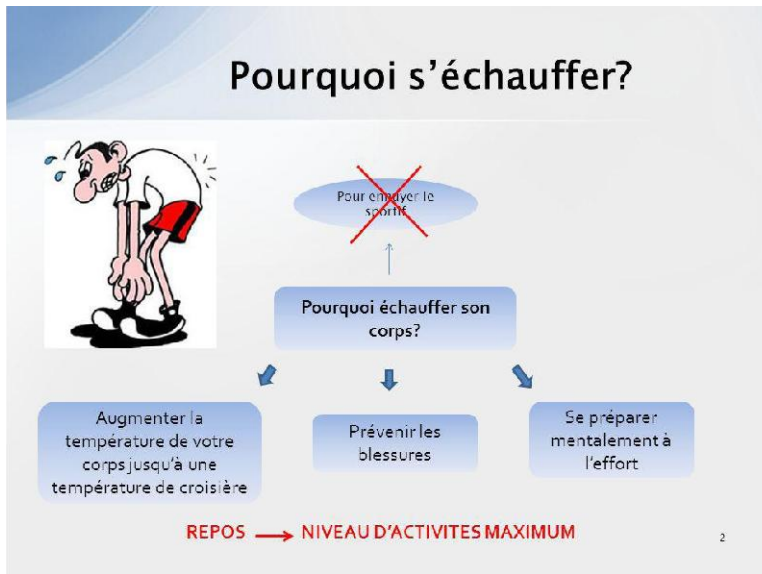 Pourquoi s'échauffer?
Pour ennuyer le
sportif
Pourquoi échauffer son
corps?
Augmenter la
température de votre
corps jusqu'à une
température de croisière
Prévenir les
blessures
Se préparer
mentalement à
l'effort
REPOS → NIVEAU D'ACTIVITES MAXIMUM
2